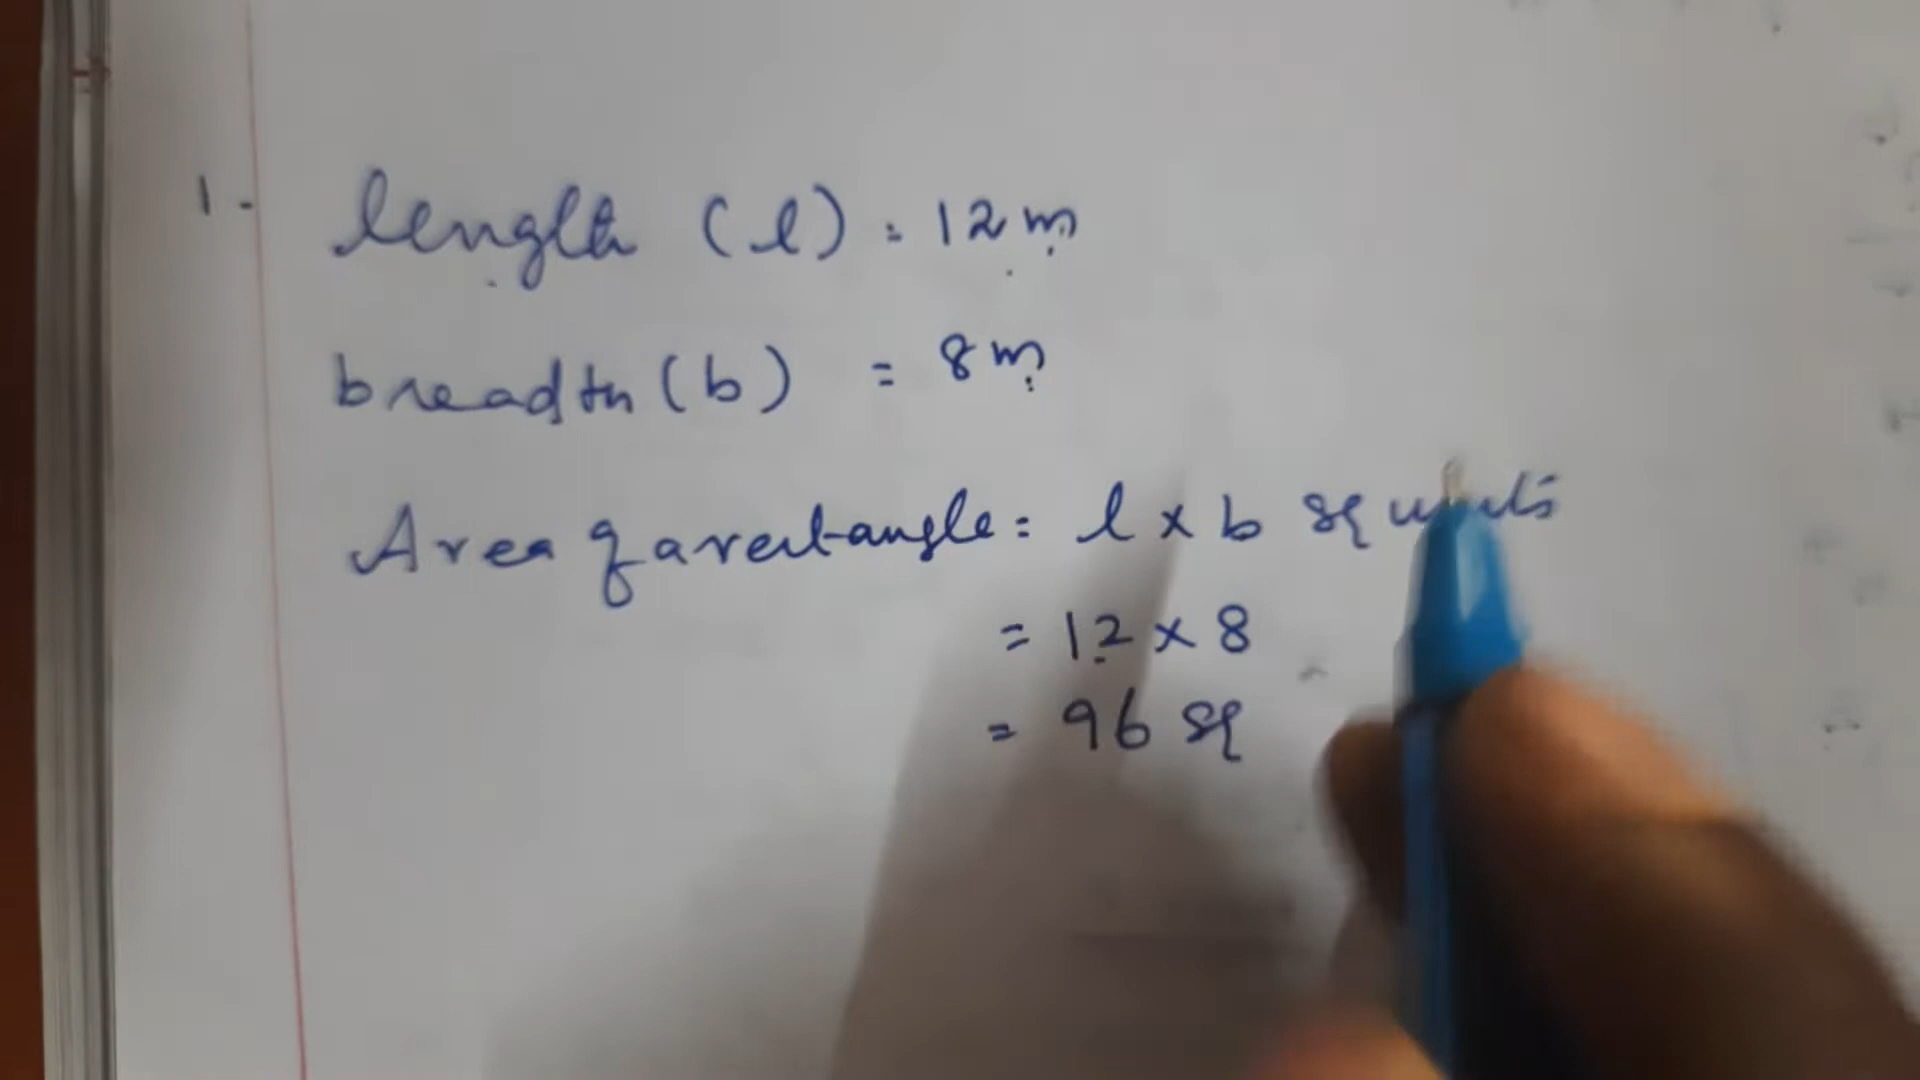 1. length (l) = 12 m
breadth (b) = 8 m
Area of a rectangle = l x b sq units
= 12 x 8
= 96 sq